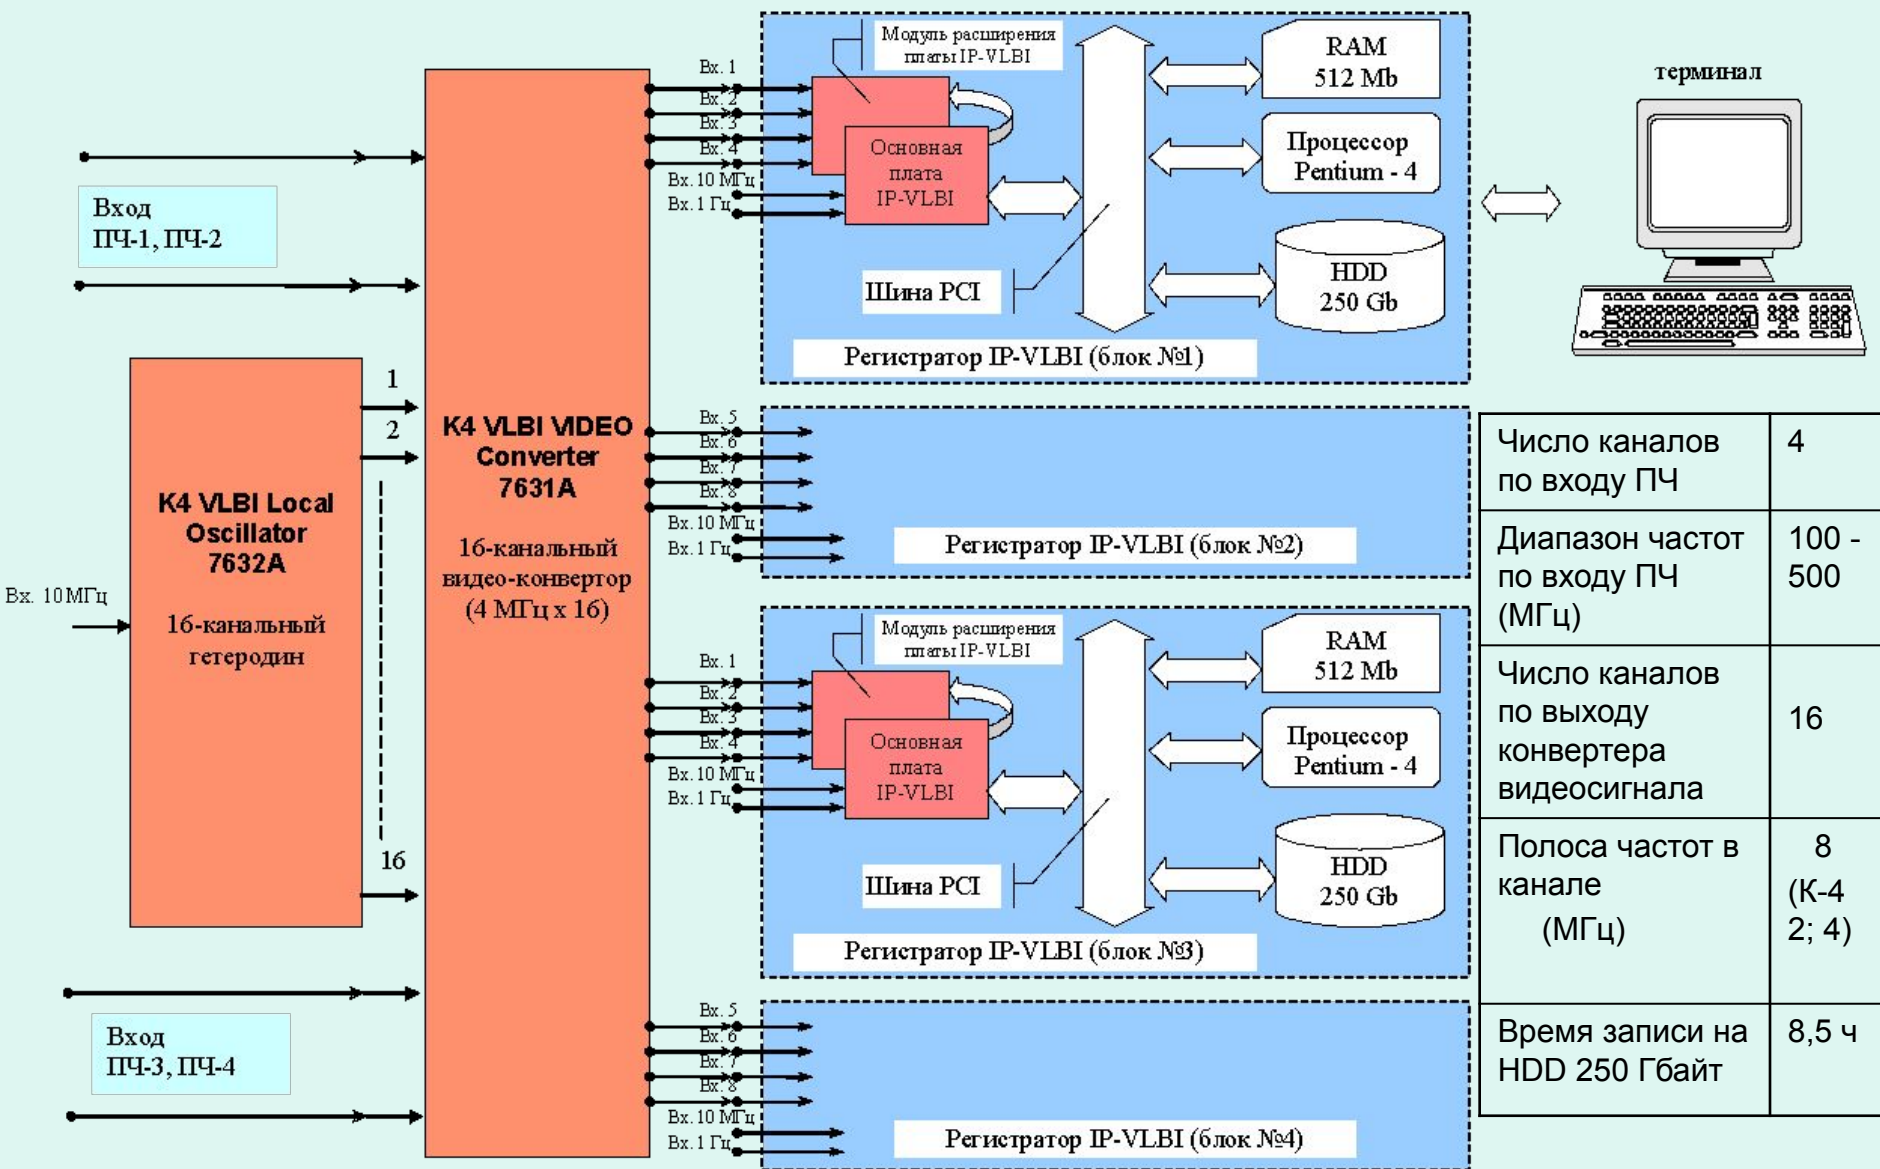 Вход
ПЧ-1, ПЧ-2
Вх. 10 МГц
K4 VLBI Local
Oscillator
7632A
16-канальный
гетеродин
1
2
16
Вход
ПЧ-3, ПЧ-4
K4 VLBI VIDEO
Converter
7631A
16-канальный
видео-конвертор
(4 МГц x 16)
Вх. 1
Вх. 2
Вх. 3
Вх. 4
Вх. 10 МГц
Вх. 1 Гц
Модуль расширения
платы IP-VLBI
Основная
плата
IP-VLBI
Шина PCI
RAM
512 Mb
Процессор
Pentium - 4
HDD
250 Gb
Регистратор IP-VLBI (блок №1)
Вх. 5
Вх. 6
Вх. 7
Вх. 8
Вх. 10 МГц
Вх. 1 Гц
Регистратор IP-VLBI (блок №2)
Вх. 1
Вх. 2
Вх. 3
Вх. 4
Вх. 10 МГц
Вх. 1 Гц
Модуль расширения
платы IP-VLBI
Основная
плата
IP-VLBI
Шина PCI
RAM
512 Mb
Процессор
Pentium - 4
HDD
250 Gb
Регистратор IP-VLBI (блок №3)
Вх. 5
Вх. 6
Вх. 7
Вх. 8
Вх. 10 МГц
Вх. 1 Гц
Регистратор IP-VLBI (блок №4)
терминал
Число каналов
по входу ПЧ
4
Диапазон частот
по входу ПЧ
(МГц)
100 -
500
Число каналов
по выходу
конвертера
видеосигнала
16
Полоса частот в
канале
(МГц)
8
(К-4
2; 4)
Время записи на
HDD 250 Гбайт
8,5 ч